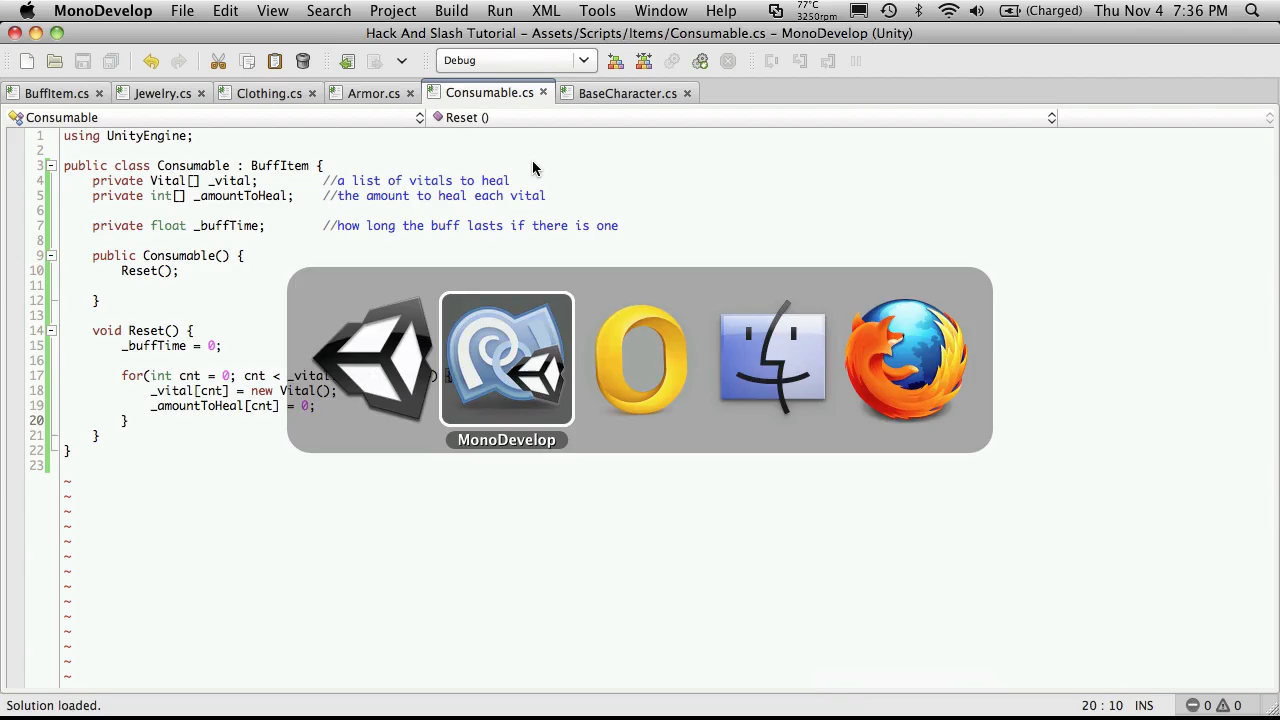 MonoDevelop File Edit View Search Project Build Run XML Tools Window Help 77°C 3250rpm (Charged) Thu Nov 4 7:36 PM
Hack And Slash Tutorial – Assets/Scripts/Items/Consumable.cs – MonoDevelop (Unity)
Debug
BuffItem.cs Jewelry.cs Clothing.cs Armor.cs Consumable.cs BaseCharacter.cs
Consumable Reset ()
1 using UnityEngine;
2
3 public class Consumable : BuffItem {
4 private Vital[] _vital; //a list of vitals to heal
5 private int[] _amountToHeal; //the amount to heal each vital
6
7 private float _buffTime; //how long the buff lasts if there is one
8
9 public Consumable() {
10 Reset();
11
12 }
13
14 void Reset() {
15 _buffTime = 0;
16
17 for(int cnt = 0; cnt < _vital
18 _vital[cnt] = new Vital();
19 _amountToHeal[cnt] = 0;
20 }
21 }
22 }
23
~
~
~
~
~
~
~
~
~
~
~
~
~
~
MonoDevelop
Solution loaded. 20 : 10 INS 0 0